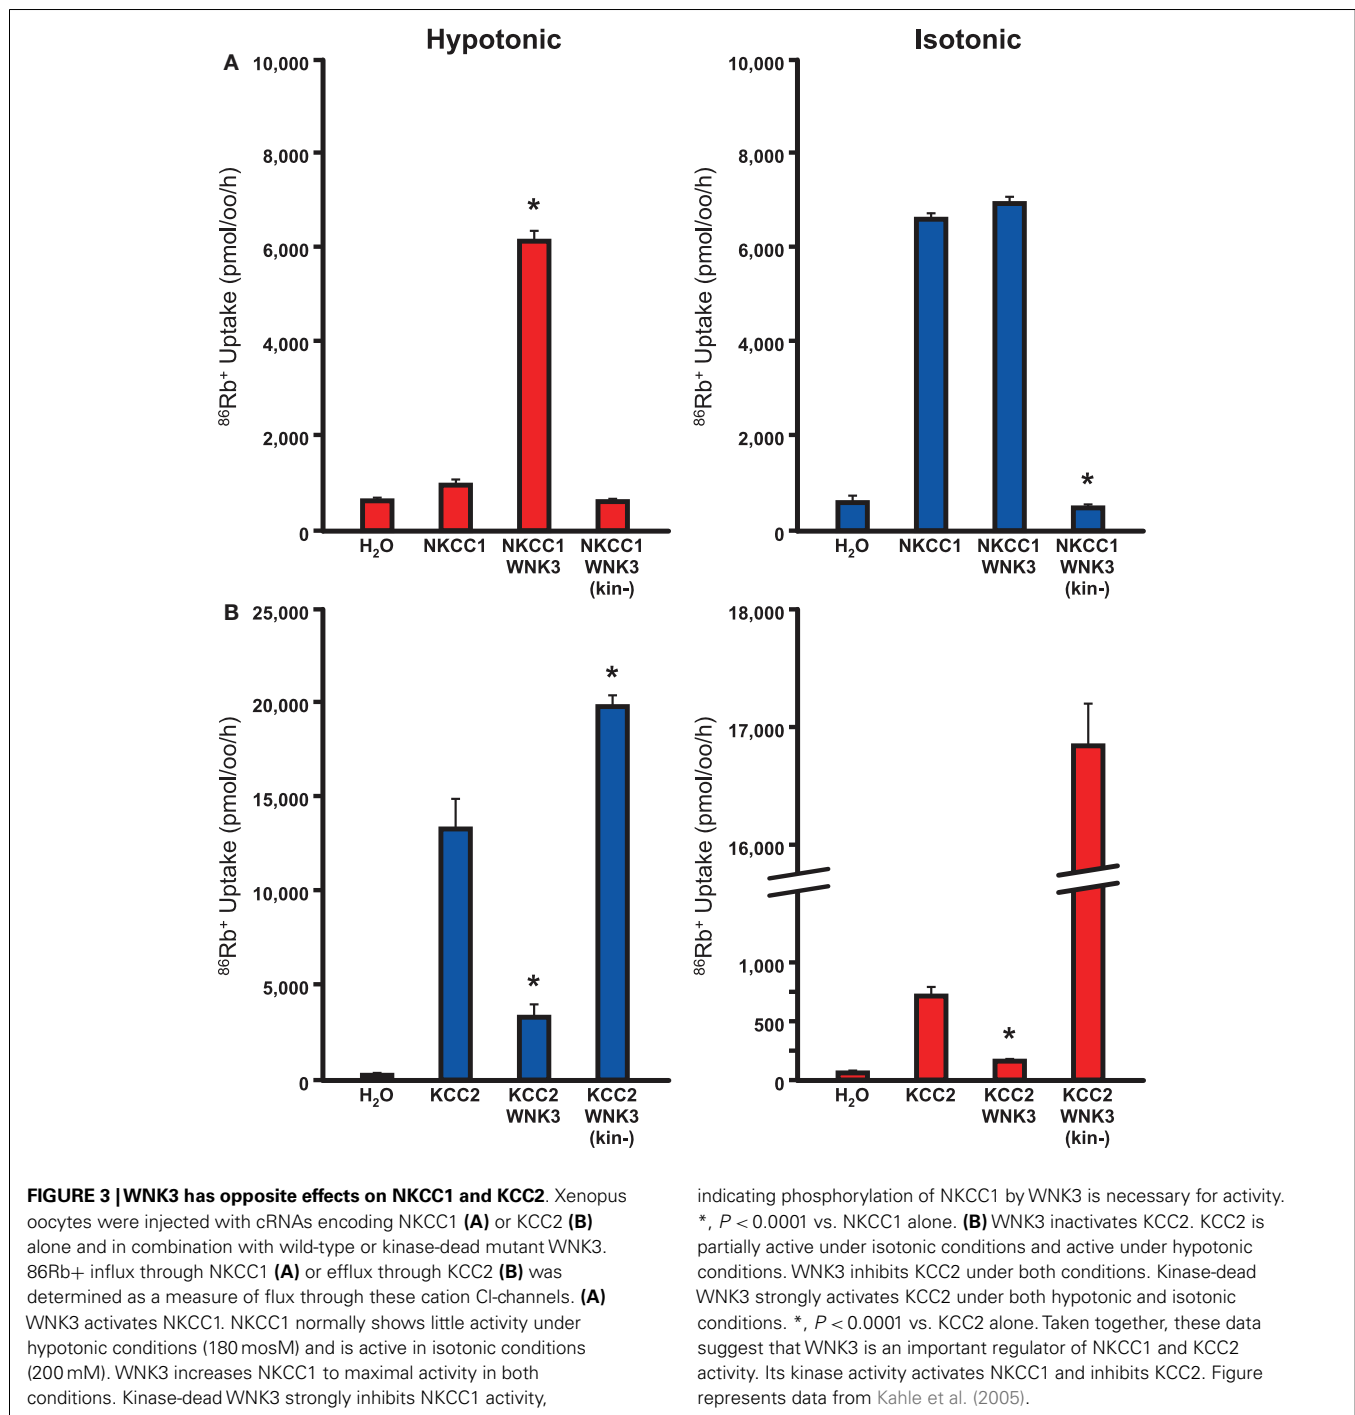 Hypotonic
Isotonic
A
10,000
8,000
6,000
4,000
2,000
0
86Rb+ Uptake (pmol/oo/h)
*
H2O NKCC1 NKCC1 NKCC1
WNK3 WNK3
(kin-)
10,000
8,000
6,000
4,000
2,000
0
86Rb+ Uptake (pmol/oo/h)
*
H2O NKCC1 NKCC1 NKCC1
WNK3 WNK3
(kin-)
B
25,000
20,000
15,000
10,000
5,000
0
86Rb+ Uptake (pmol/oo/h)
*
*
H2O KCC2 KCC2 KCC2
WNK3 WNK3
(kin-)
18,000
17,000
16,000
1,000
500
0
86Rb+ Uptake (pmol/oo/h)
*
H2O KCC2 KCC2 KCC2
WNK3 WNK3
(kin-)
FIGURE 3 | WNK3 has opposite effects on NKCC1 and KCC2. Xenopus
oocytes were injected with cRNAs encoding NKCC1 (A) or KCC2 (B)
alone and in combination with wild-type or kinase-dead mutant WNK3.
86Rb+ influx through NKCC1 (A) or efflux through KCC2 (B) was
determined as a measure of flux through these cation Cl-channels. (A)
WNK3 activates NKCC1. NKCC1 normally shows little activity under
hypotonic conditions (180 mosM) and is active in isotonic conditions
(200 mM). WNK3 increases NKCC1 to maximal activity in both
conditions. Kinase-dead WNK3 strongly inhibits NKCC1 activity,
indicating phosphorylation of NKCC1 by WNK3 is necessary for activity.
*, P < 0.0001 vs. NKCC1 alone. (B) WNK3 inactivates KCC2. KCC2 is
partially active under isotonic conditions and active under hypotonic
conditions. WNK3 inhibits KCC2 under both conditions. Kinase-dead
WNK3 strongly activates KCC2 under both hypotonic and isotonic
conditions. *, P < 0.0001 vs. KCC2 alone. Taken together, these data
suggest that WNK3 is an important regulator of NKCC1 and KCC2
activity. Its kinase activity activates NKCC1 and inhibits KCC2. Figure
represents data from Kahle et al. (2005).